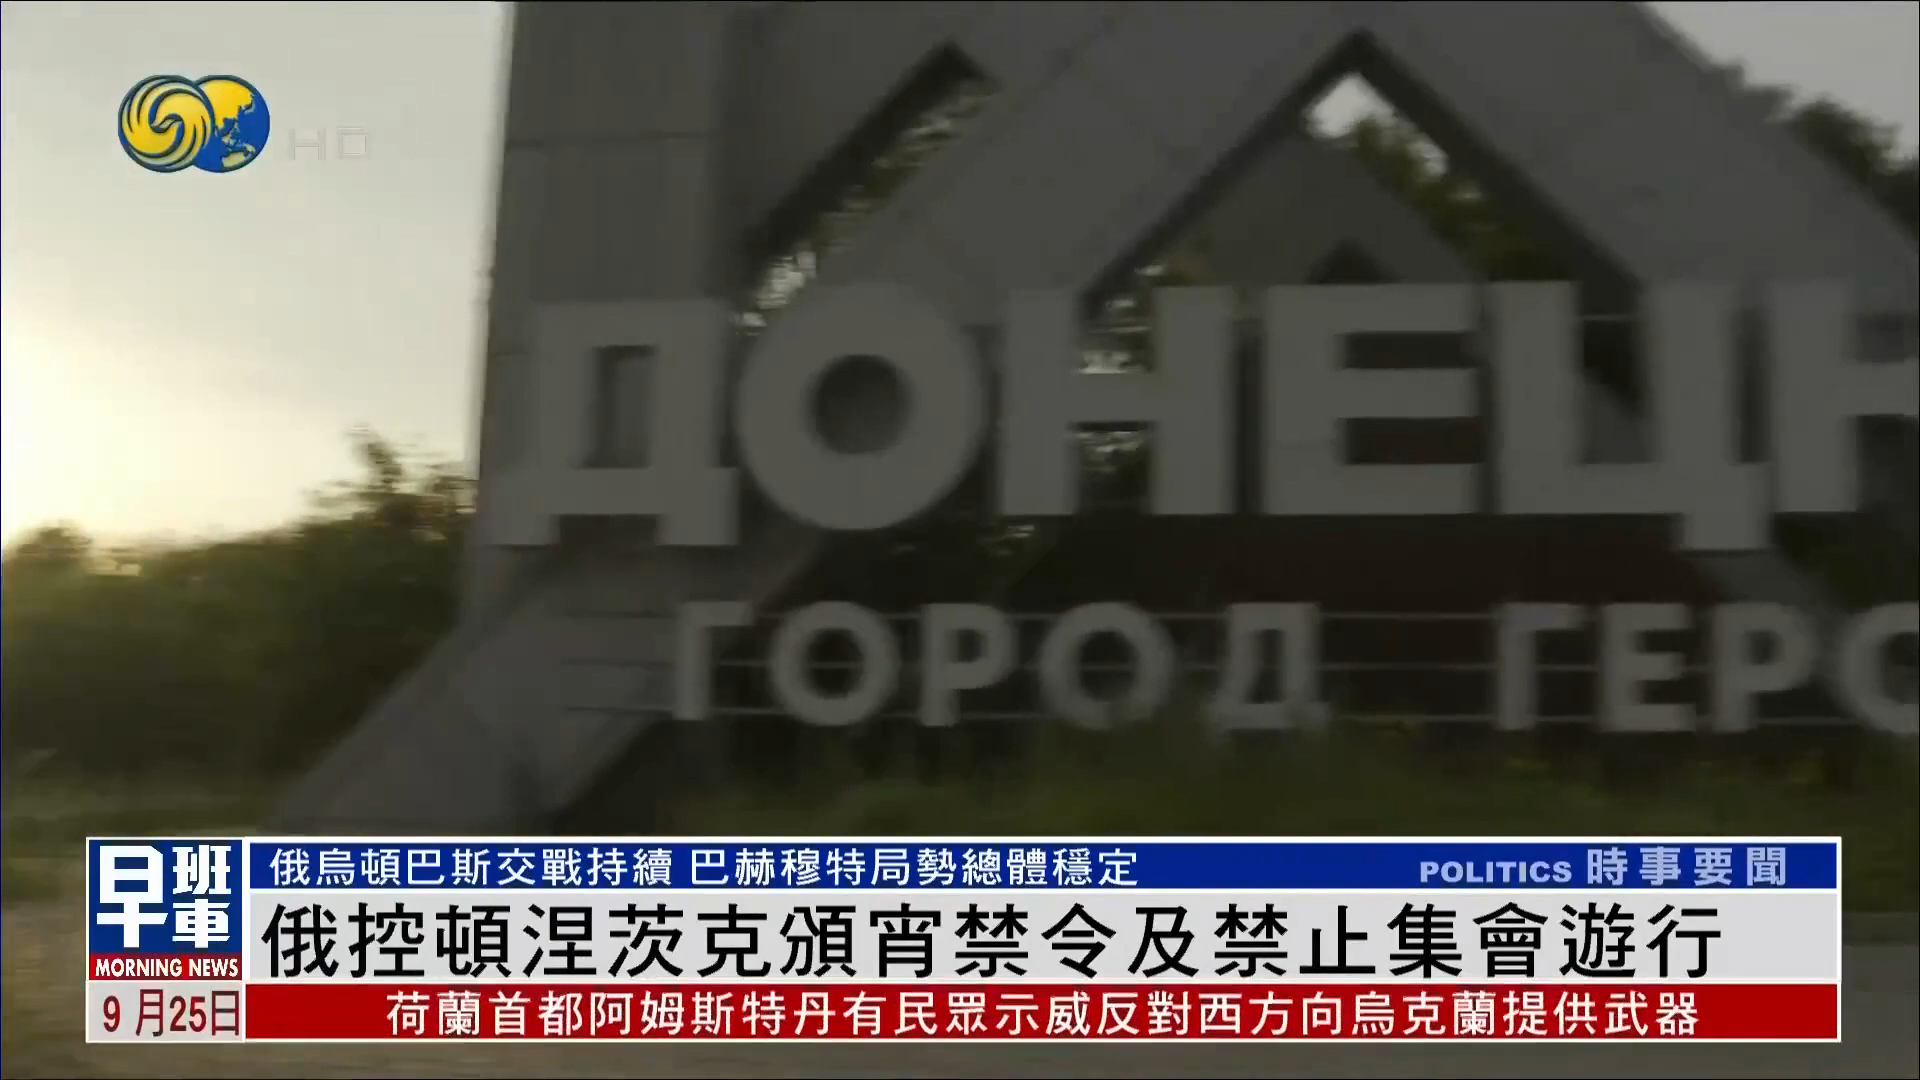 HD
ДОНЕЦК
ГОРОД ГЕРО
早班車
MORNING NEWS
9月25日
俄烏頓巴斯交戰持續 巴赫穆特局勢總體穩定
POLITICS 時事要聞
俄控頓涅茨克頒宵禁令及禁止集會遊行
荷蘭首都阿姆斯特丹有民眾示威反對西方向烏克蘭提供武器